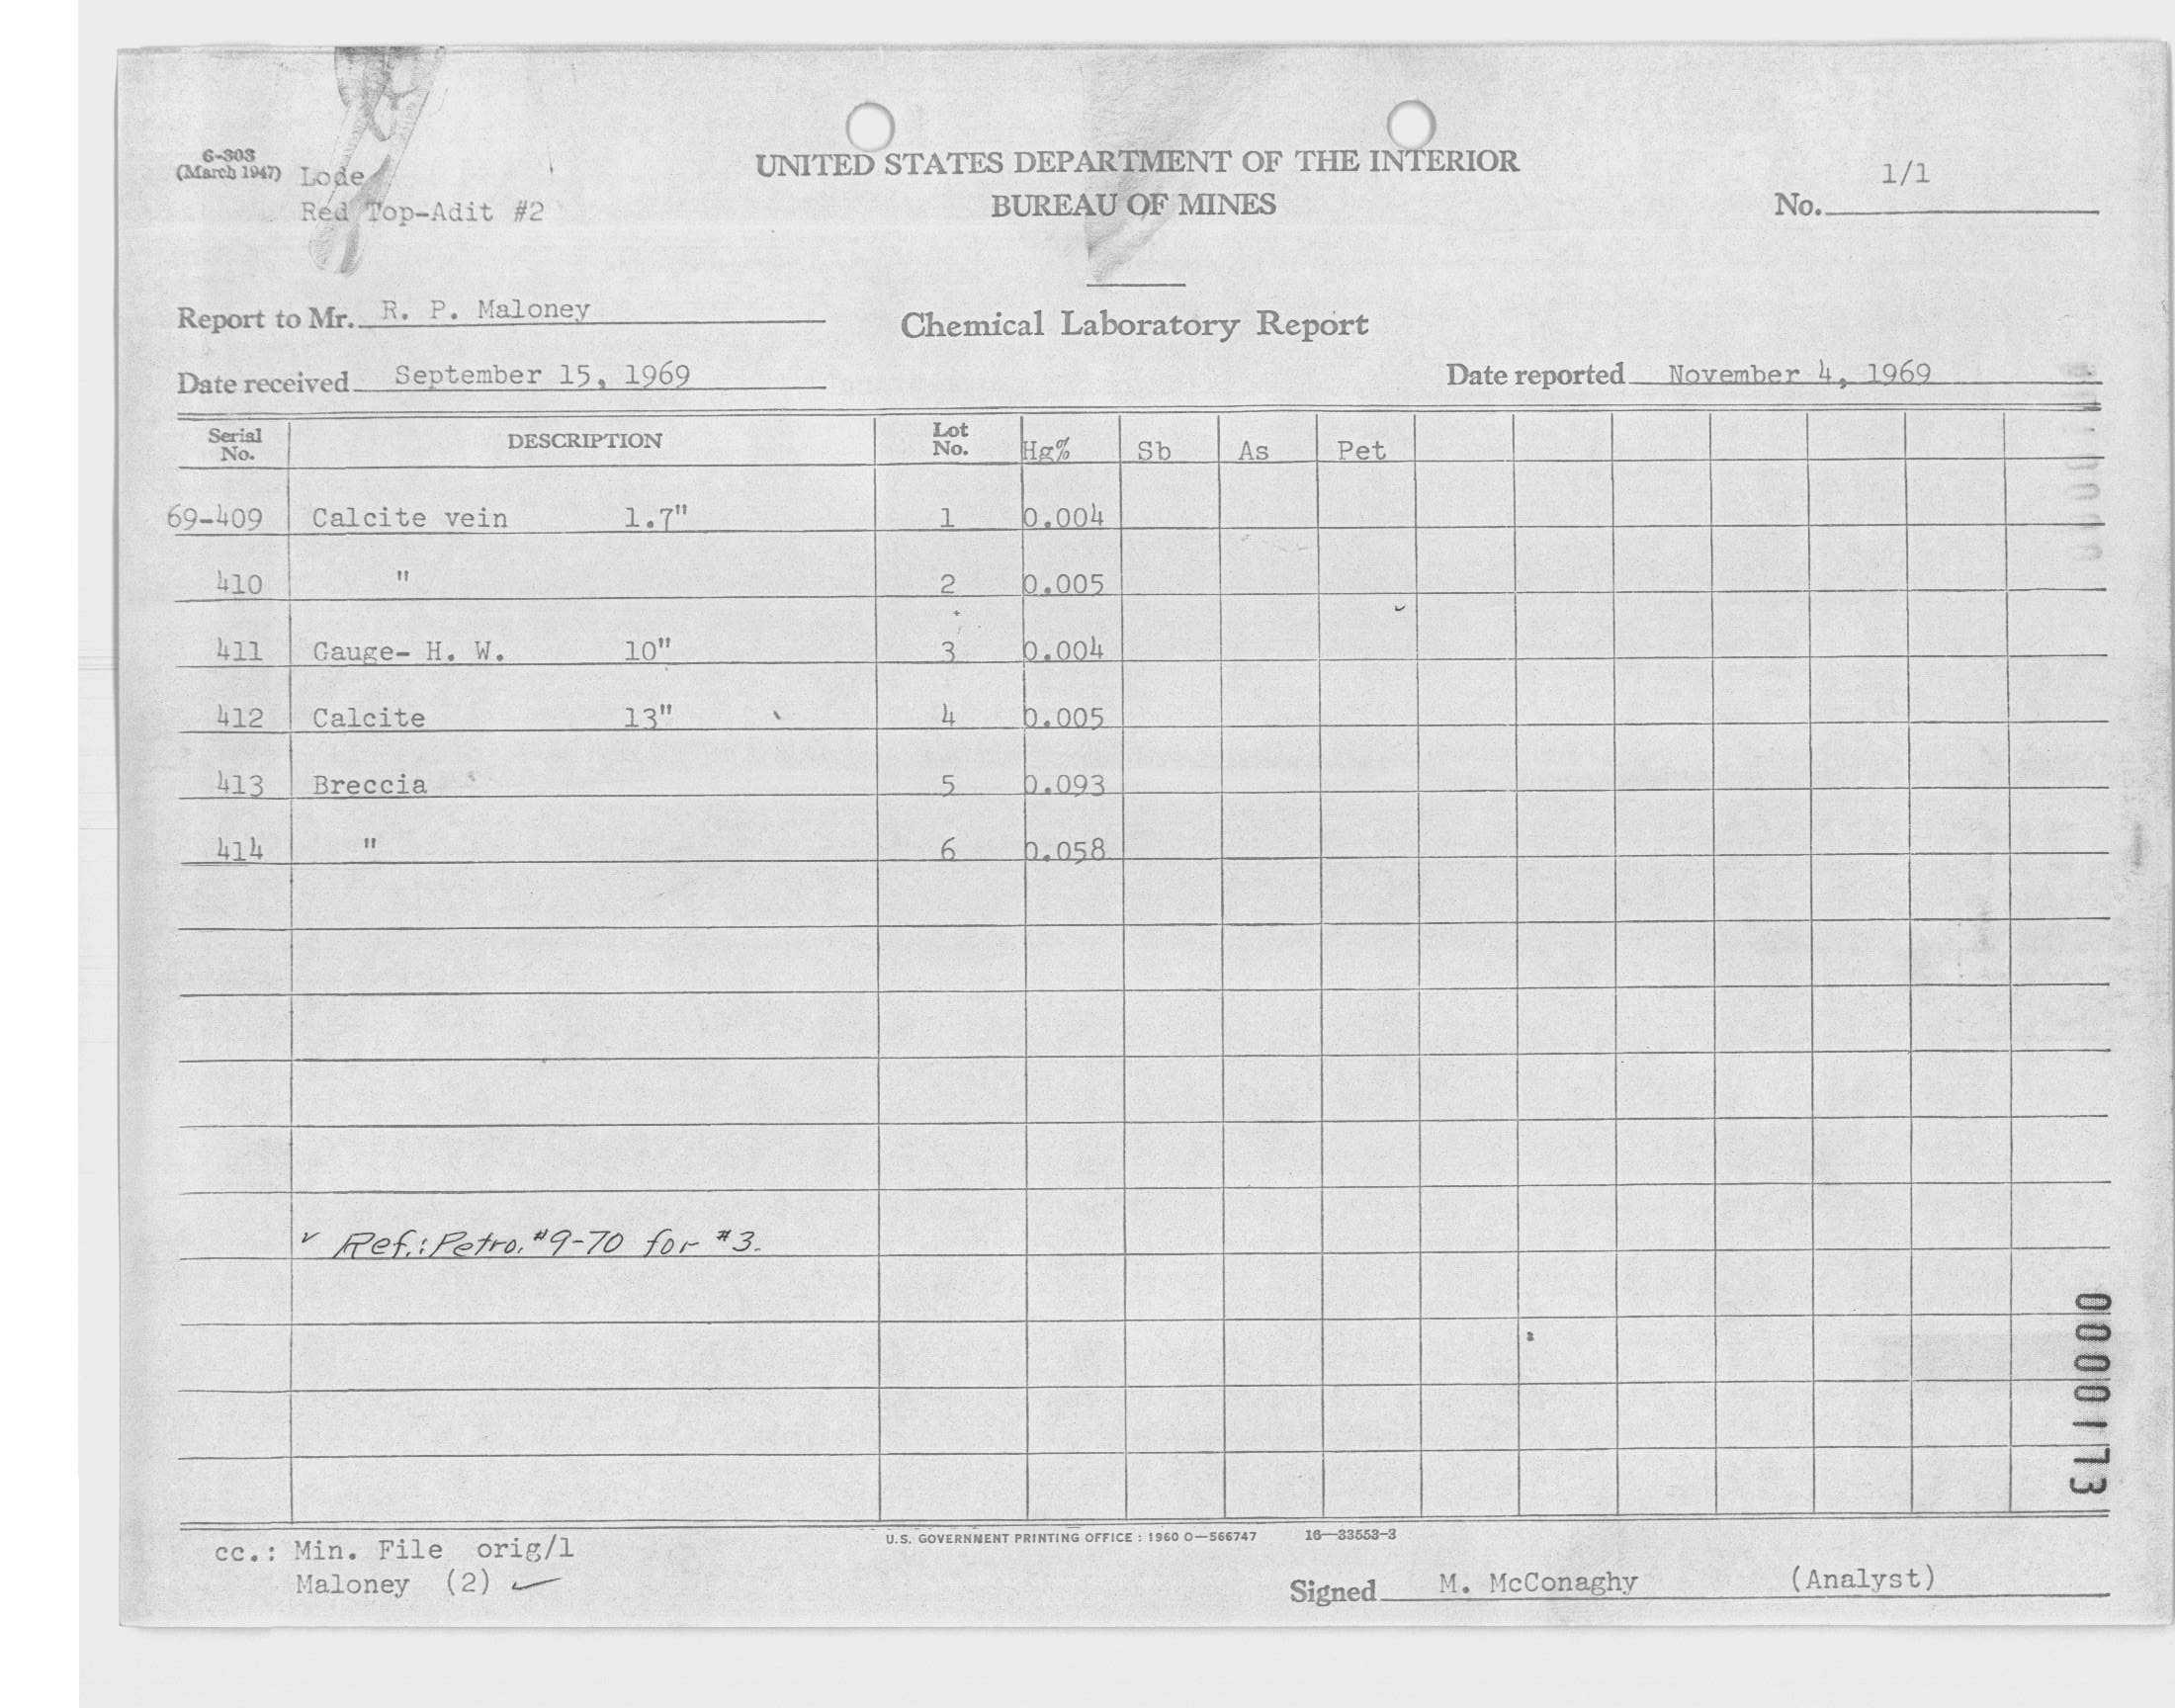 6-303
(March 1947) Lode
Red Top-Adit #2
UNITED STATES DEPARTMENT OF THE INTERIOR
BUREAU OF MINES
No. 1/1
Report to Mr. R. P. Maloney
Chemical Laboratory Report
Date received September 15, 1969
Date reported November 4, 1969
Serial No. DESCRIPTION Lot No. Hg% Sb As Pet
69-409 Calcite vein 1.7" 1 0.004
410 " 2 0.005
411 Gauge- H. W. 10" 3 0.004
412 Calcite 13" 4 0.005
413 Breccia 5 0.093
414 " 6 0.058
✓ Ref.: Petro. #9-70 for #3.
0000173
U.S. GOVERNMENT PRINTING OFFICE : 1960 O—566747 16—33553-3
cc.: Min. File orig/1
Maloney (2) ✓
Signed M. McConaghy (Analyst)